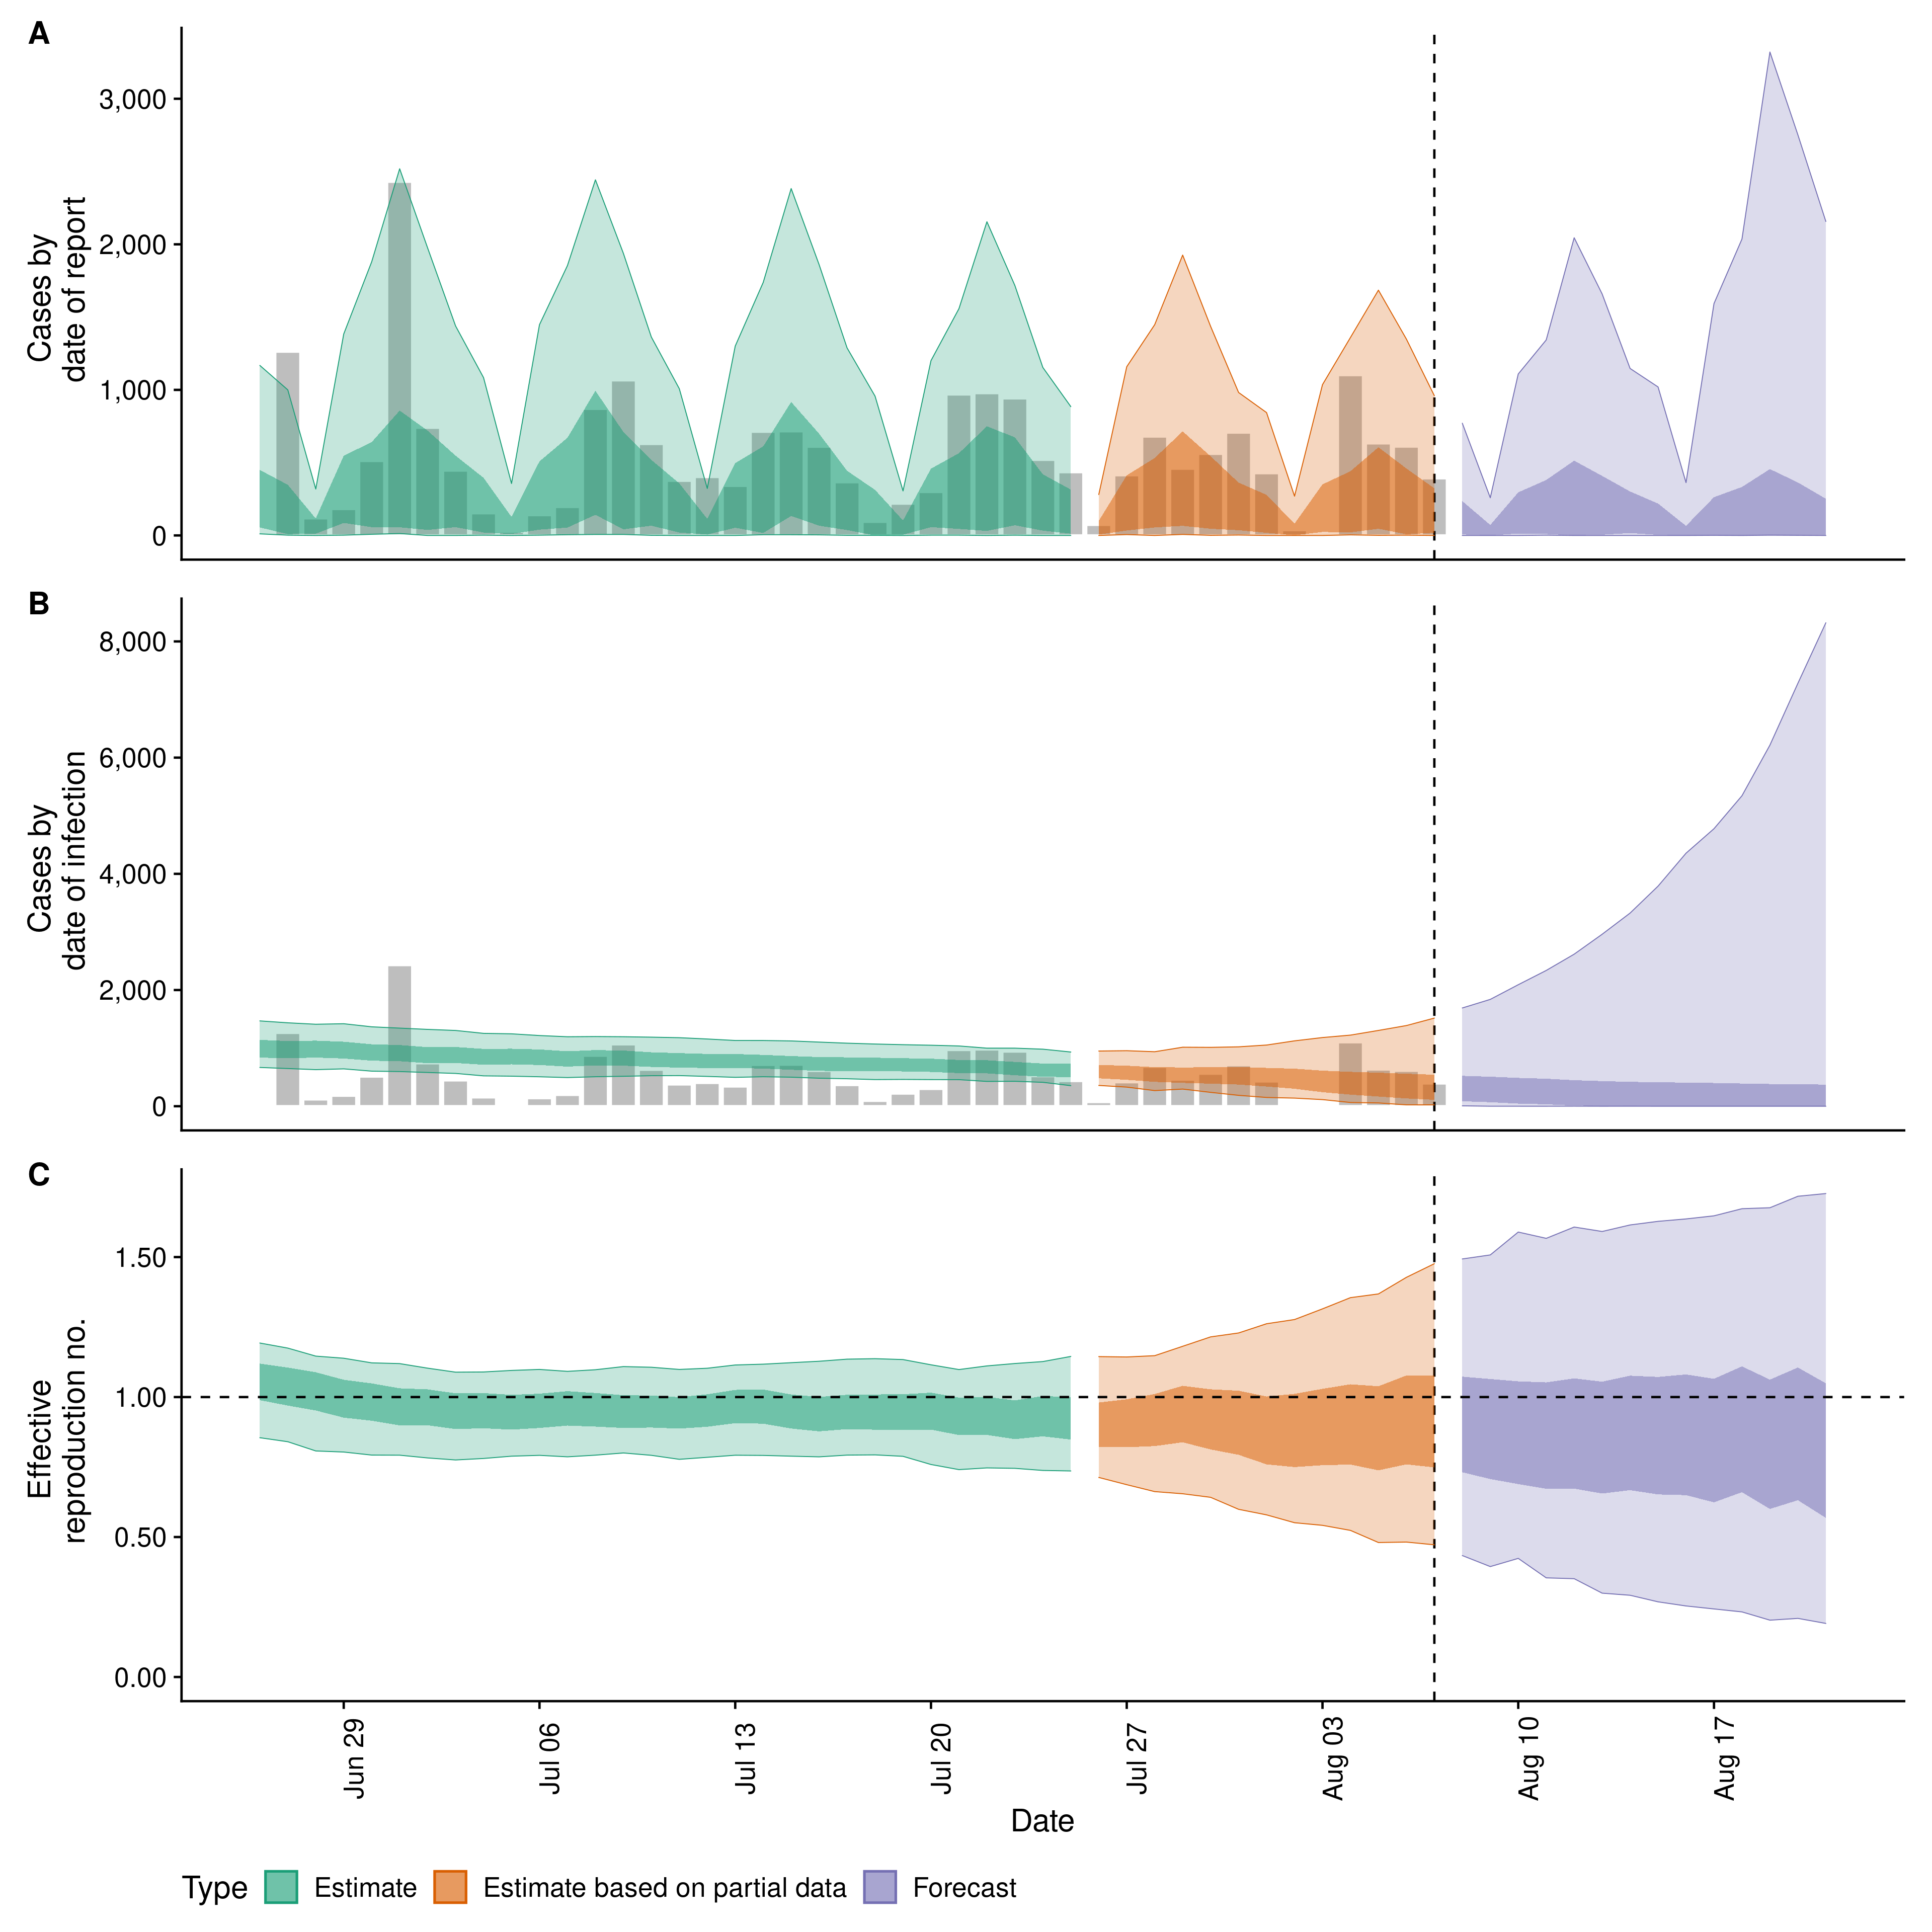 A
Cases by
date of report
3,000
2,000
1,000
0
B
Cases by
date of infection
8,000
6,000
4,000
2,000
0
C
Effective
reproduction no.
1.50
1.00
0.50
0.00
Jun 29
Jul 06
Jul 13
Jul 20
Jul 27
Aug 03
Aug 10
Aug 17
Date
Type Estimate Estimate based on partial data Forecast